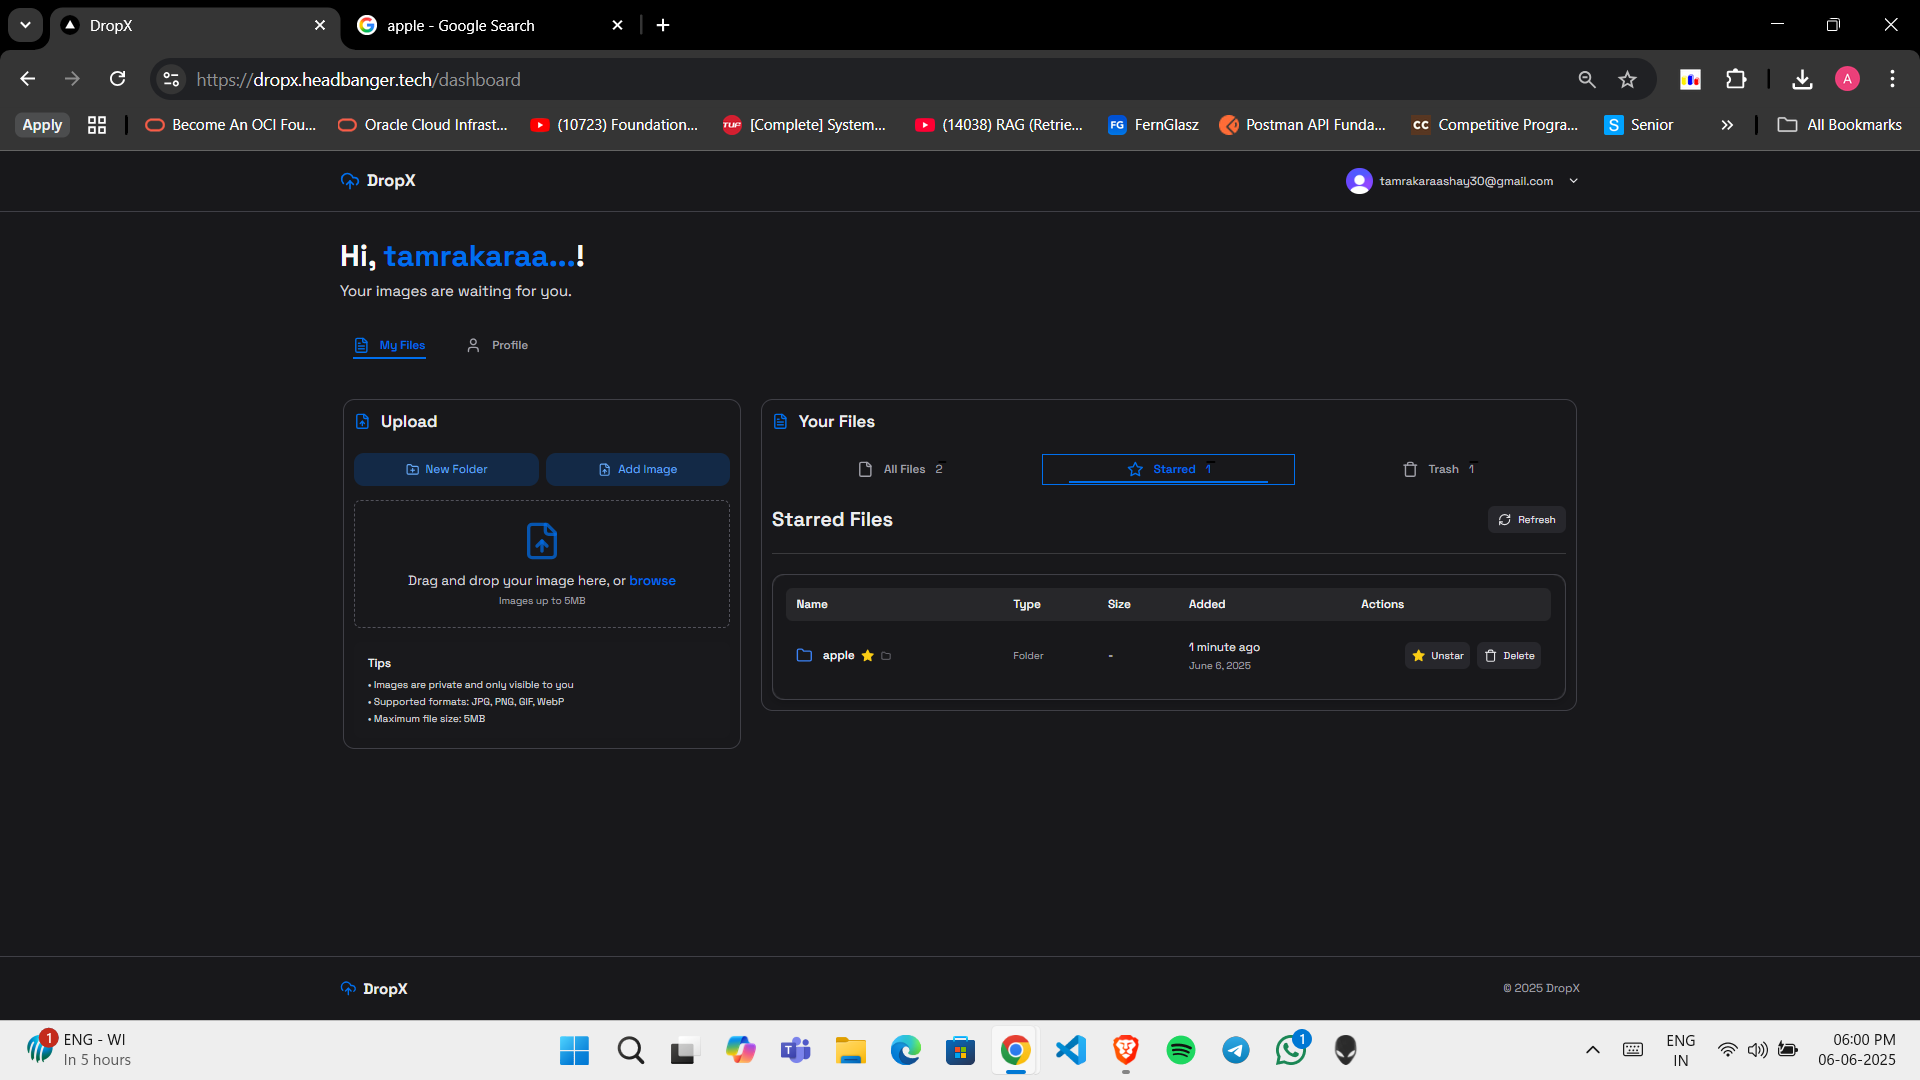 DropX
apple - Google Search
https://dropx.headbanger.tech/dashboard
A
Apply
Become An OCI Fou...
Oracle Cloud Infrast...
(10723) Foundation...
TUF
[Complete] System...
(14038) RAG (Retrie...
FG
FernGlasz
Postman API Funda...
CC
Competitive Progra...
S
Senior
All Bookmarks
DropX
tamrakaraashay30@gmail.com
Hi, tamrakaraa...!
Your images are waiting for you.
My Files
Profile
Upload
New Folder
Add Image
Drag and drop your image here, or browse
Images up to 5MB
Tips
• Images are private and only visible to you
• Supported formats: JPG, PNG, GIF, WebP
• Maximum file size: 5MB
Your Files
All Files 2
Starred 1
Trash 1
Starred Files
Refresh
Name Type Size Added Actions
apple Folder - 1 minute ago
June 6, 2025
Unstar
Delete
DropX
© 2025 DropX
1
ENG - WI
In 5 hours
1
ENG
IN
06:00 PM
06-06-2025